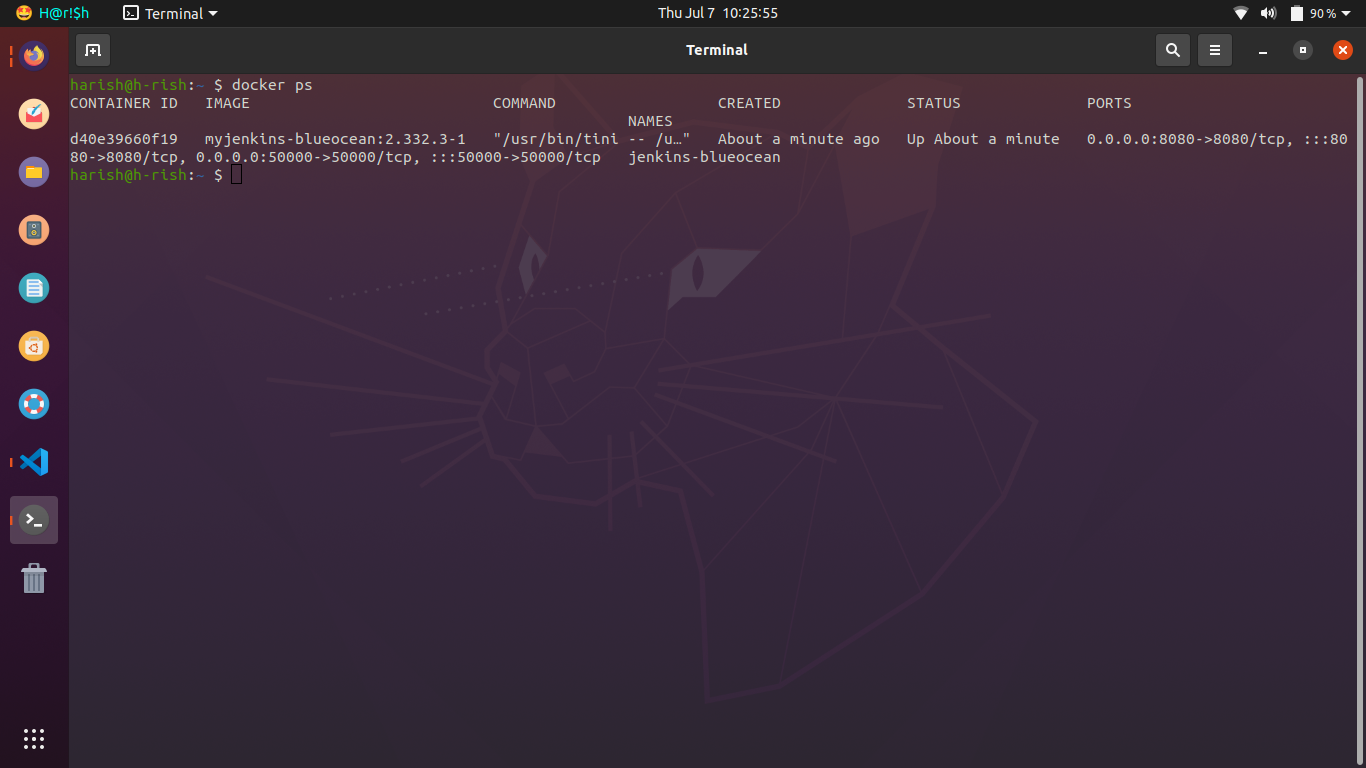 H@r!$h Terminal Thu Jul 7 10:25:55 90 %
Terminal
harish@h-rish:~ $ docker ps
CONTAINER ID   IMAGE                           COMMAND                  CREATED              STATUS              PORTS
                                                              NAMES
d40e39660f19   myjenkins-blueocean:2.332.3-1   "/usr/bin/tini -- /u…"   About a minute ago   Up About a minute   0.0.0.0:8080->8080/tcp, :::80
80->8080/tcp, 0.0.0.0:50000->50000/tcp, :::50000->50000/tcp   jenkins-blueocean
harish@h-rish:~ $